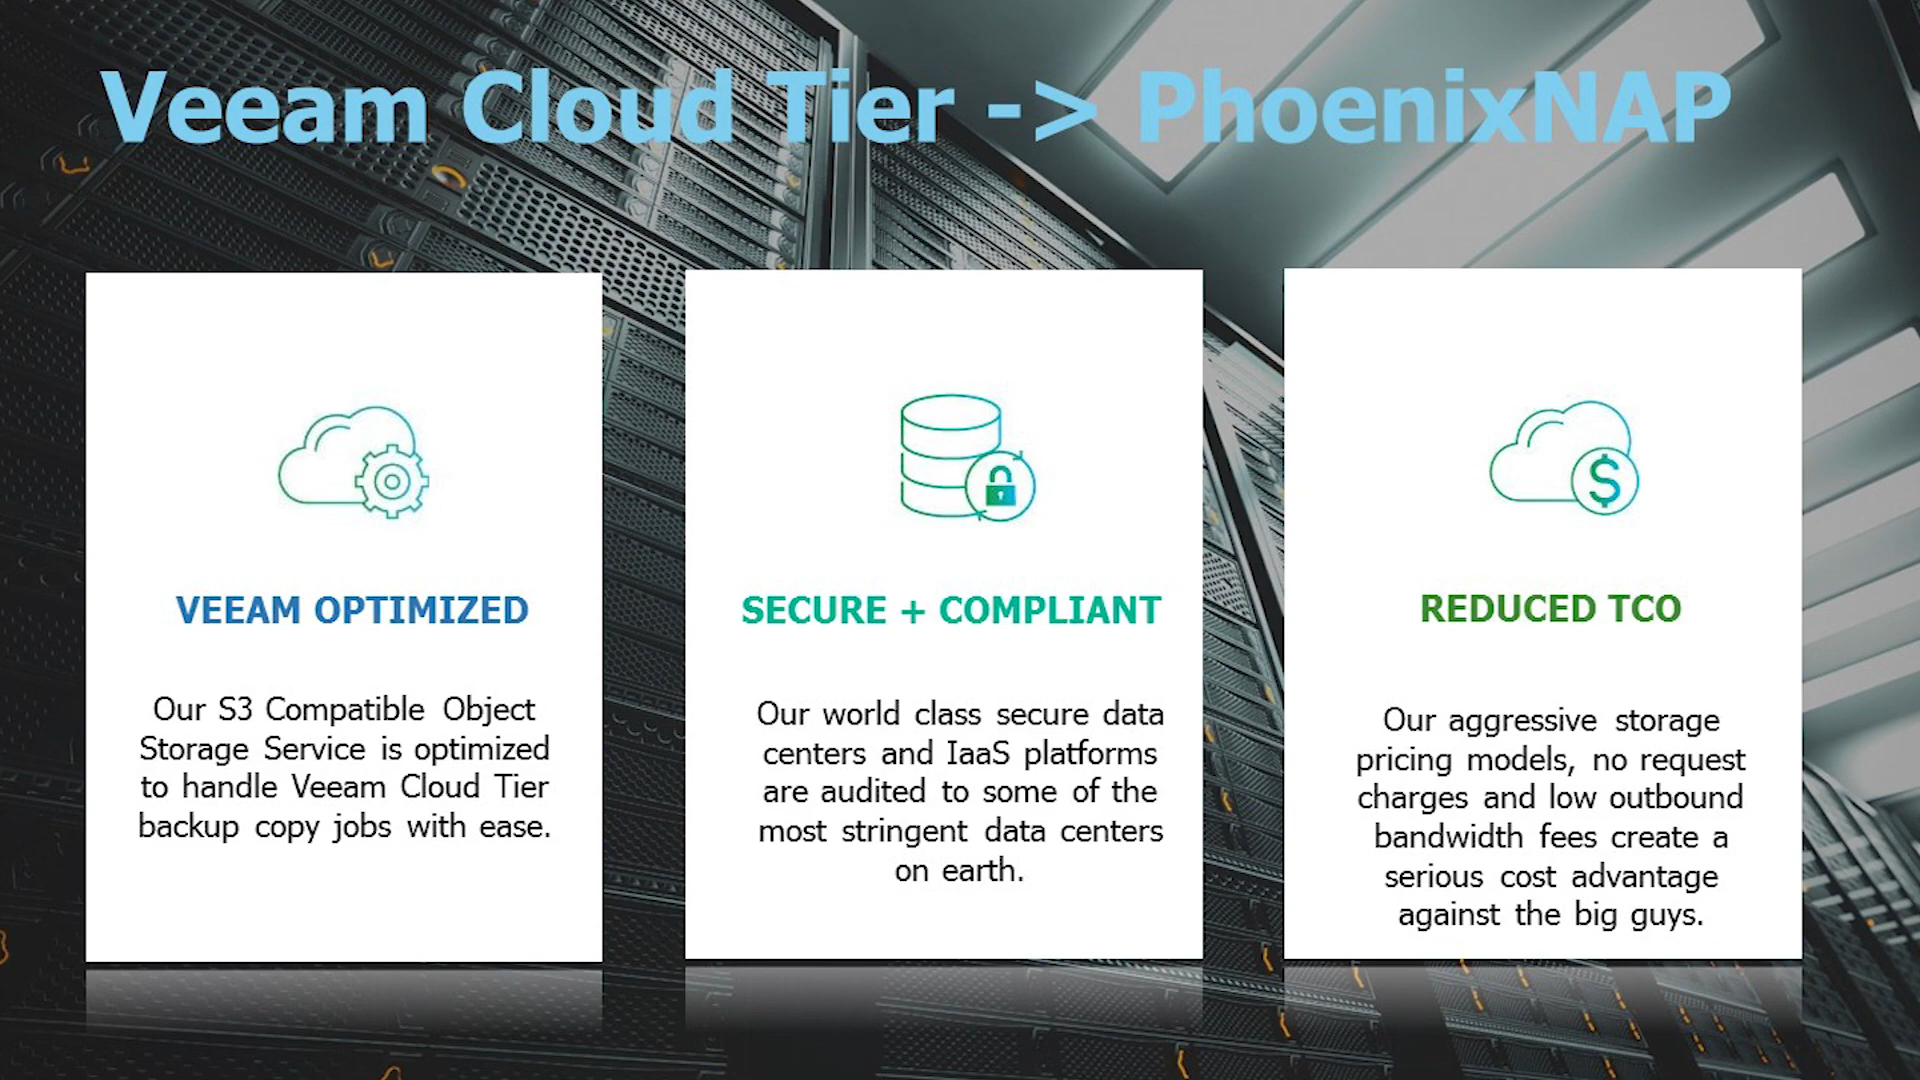 Veeam Cloud Tier -> PhoenixNAP
VEEAM OPTIMIZED
Our S3 Compatible Object
Storage Service is optimized
to handle Veeam Cloud Tier
backup copy jobs with ease.
SECURE + COMPLIANT
Our world class secure data
centers and IaaS platforms
are audited to some of the
most stringent data centers
on earth.
REDUCED TCO
Our aggressive storage
pricing models, no request
charges and low outbound
bandwidth fees create a
serious cost advantage
against the big guys.